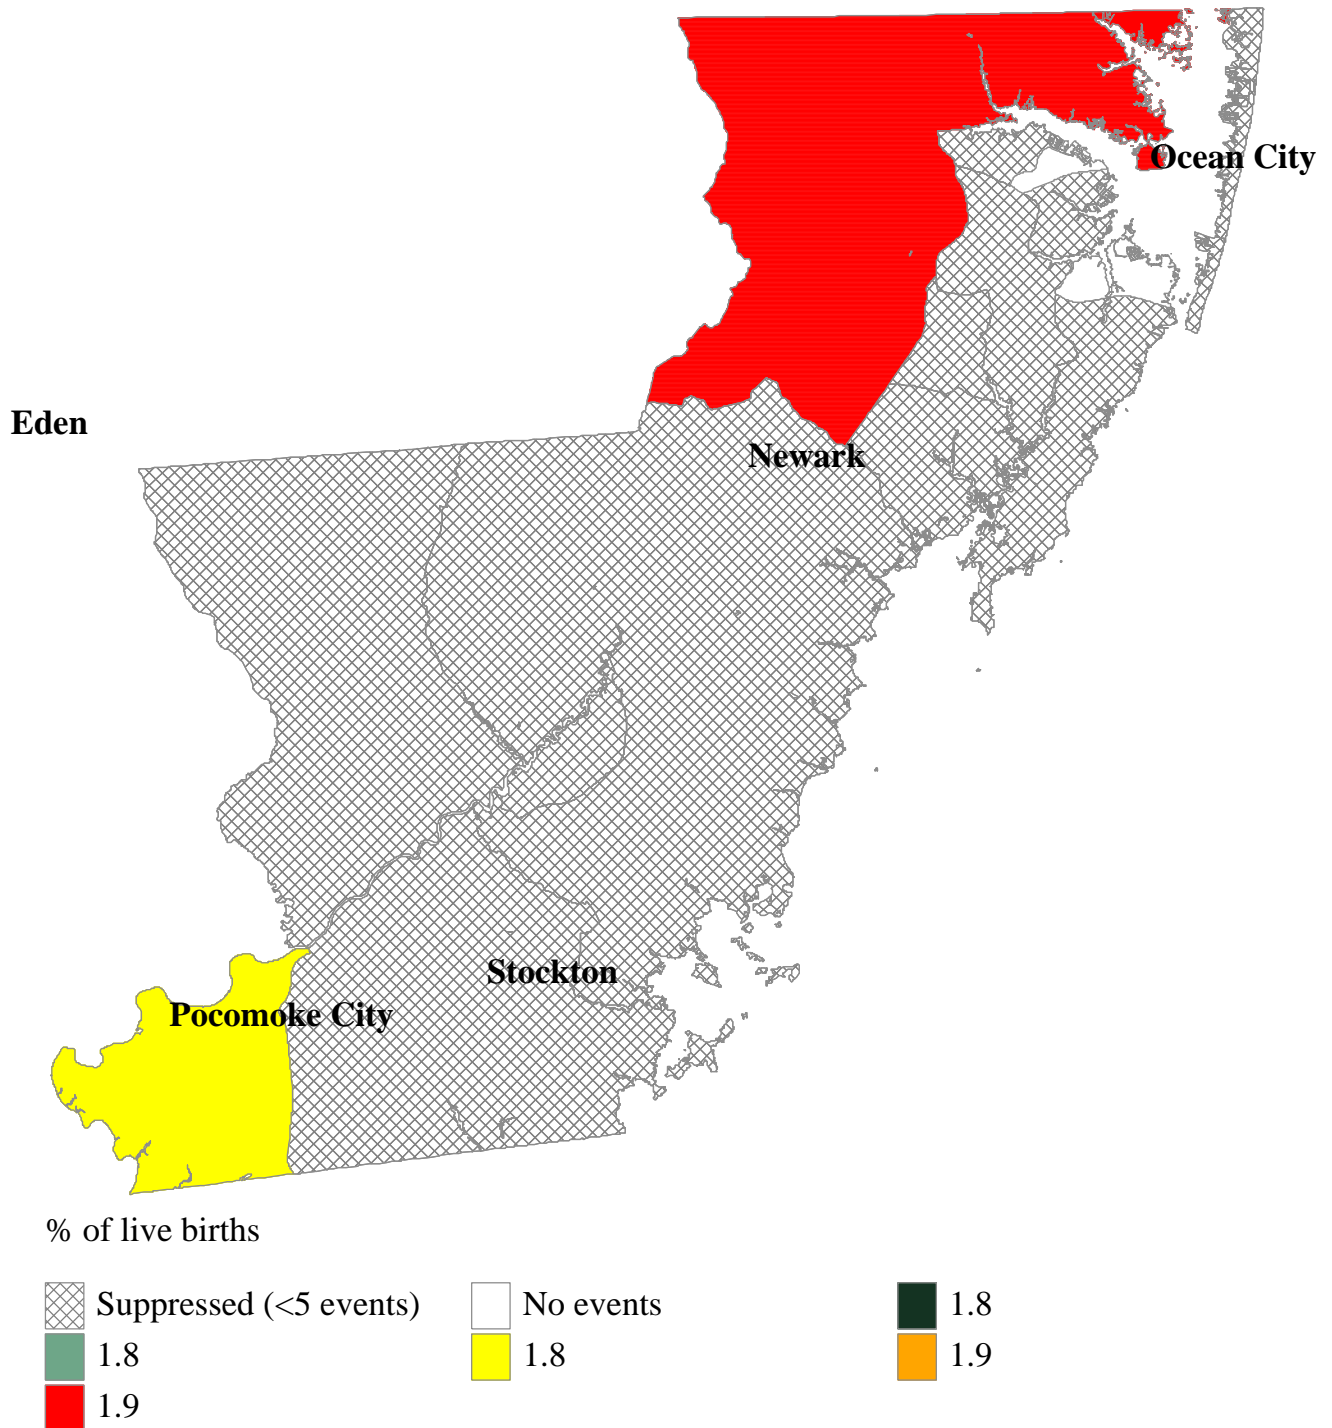 Ocean City
Eden
Newark
Stockton
Pocomoke City
% of live births
Suppressed (<5 events)
No events
1.8
1.8
1.8
1.9
1.9